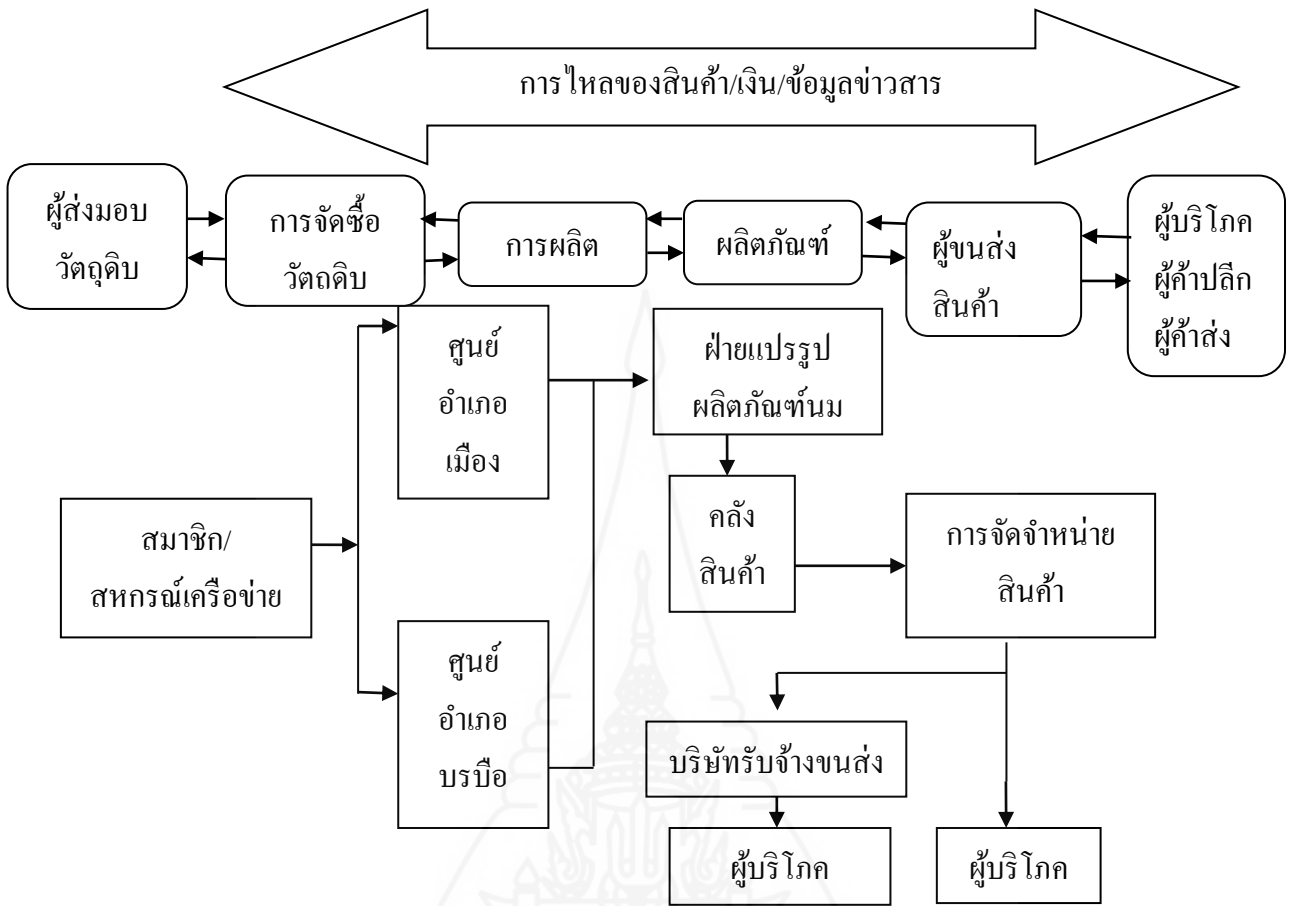 การไหลของสินค้า/เงิน/ข้อมูลข่าวสาร
ผู้ส่งมอบ
วัตถุดิบ
การจัดซื้อ
วัตถดิบ
การผลิต
ผลิตภัณฑ์
ผู้ขนส่ง
สินค้า
ผู้บริโภค
ผู้ค้าปลีก
ผู้ค้าส่ง
ศูนย์
อำเภอ
เมือง
ฝ่ายแปรรูป
ผลิตภัณฑ์นม
สมาชิก/
สหกรณ์เครือข่าย
คลัง
สินค้า
การจัดจำหน่าย
สินค้า
ศูนย์
อำเภอ
บรบือ
บริษัทรับจ้างขนส่ง
ผู้บริโภค
ผู้บริโภค